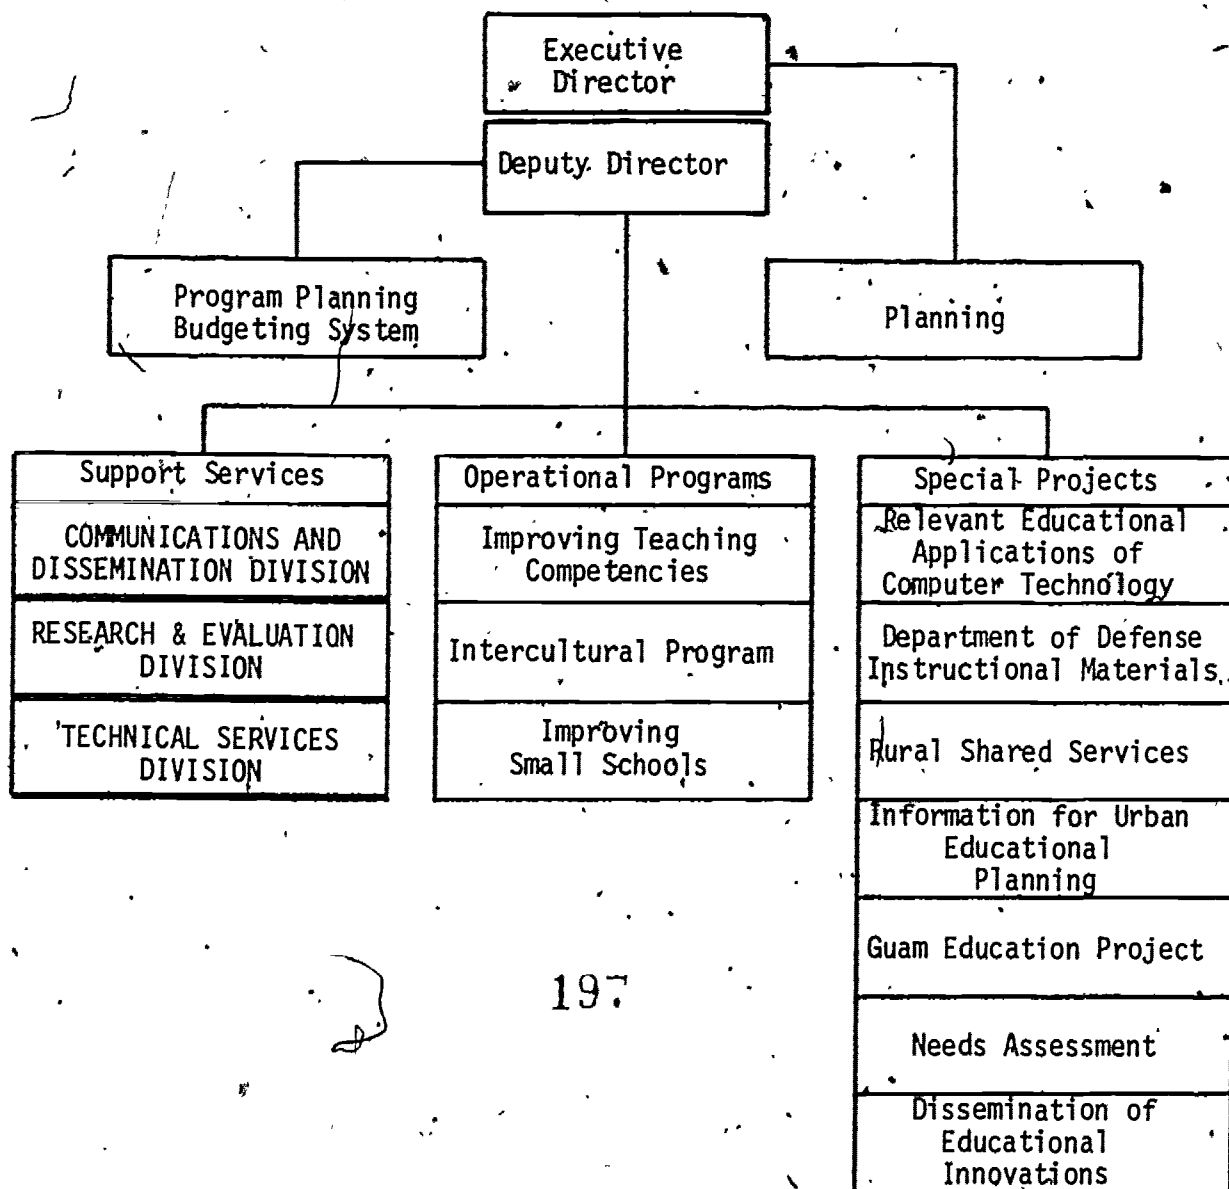 Executive
Director
Deputy Director
Program Planning
Budgeting System
Planning
Support Services
COMMUNICATIONS AND
DISSEMINATION DIVISION
RESEARCH & EVALUATION
DIVISION
TECHNICAL SERVICES
DIVISION
Operational Programs
Improving Teaching
Competencies
Intercultural Program
Improving
Small Schools
Special Projects
Relevant Educational
Applications of
Computer Technology
Department of Defense
Instructional Materials
Rural Shared Services
Information for Urban
Educational
Planning
Guam Education Project
Needs Assessment
Dissemination of
Educational
Innovations
197